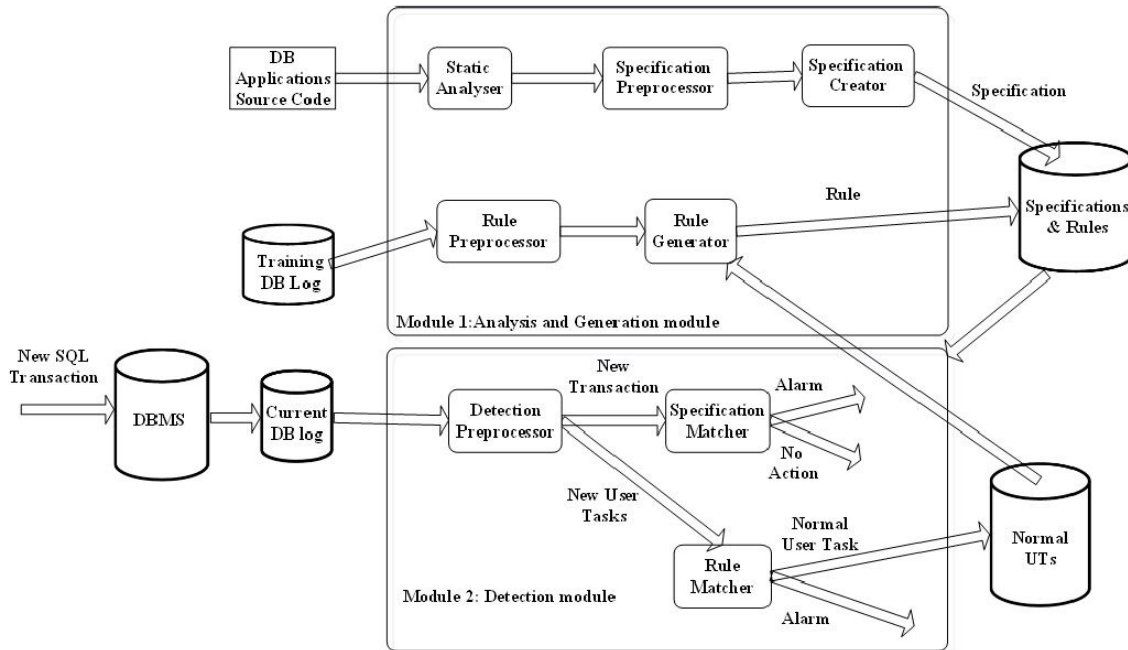 DB
Applications
Source Code
Static
Analyser
Specification
Preprocessor
Specification
Creator
Specification
Training
DB Log
Rule
Preprocessor
Rule
Generator
Rule
Specifications
& Rules
Module 1:Analysis and Generation module
New SQL
Transaction
DBMS
Current
DB log
Detection
Preprocessor
New
Transaction
Specification
Matcher
Alarm
No
Action
New User
Tasks
Rule
Matcher
Normal
User Task
Alarm
Normal
UTs
Module 2: Detection module